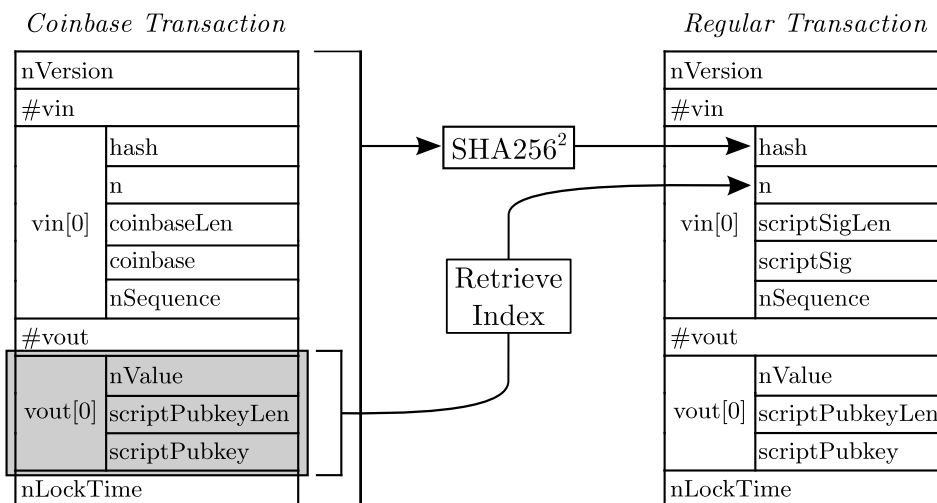 Coinbase Transaction
nVersion
#vin
vin[0]
hash
n
coinbaseLen
coinbase
nSequence
#vout
vout[0]
nValue
scriptPubkeyLen
scriptPubkey
nLockTime
SHA256²
Retrieve
Index
Regular Transaction
nVersion
#vin
vin[0]
hash
n
scriptSigLen
scriptSig
nSequence
#vout
vout[0]
nValue
scriptPubkeyLen
scriptPubkey
nLockTime